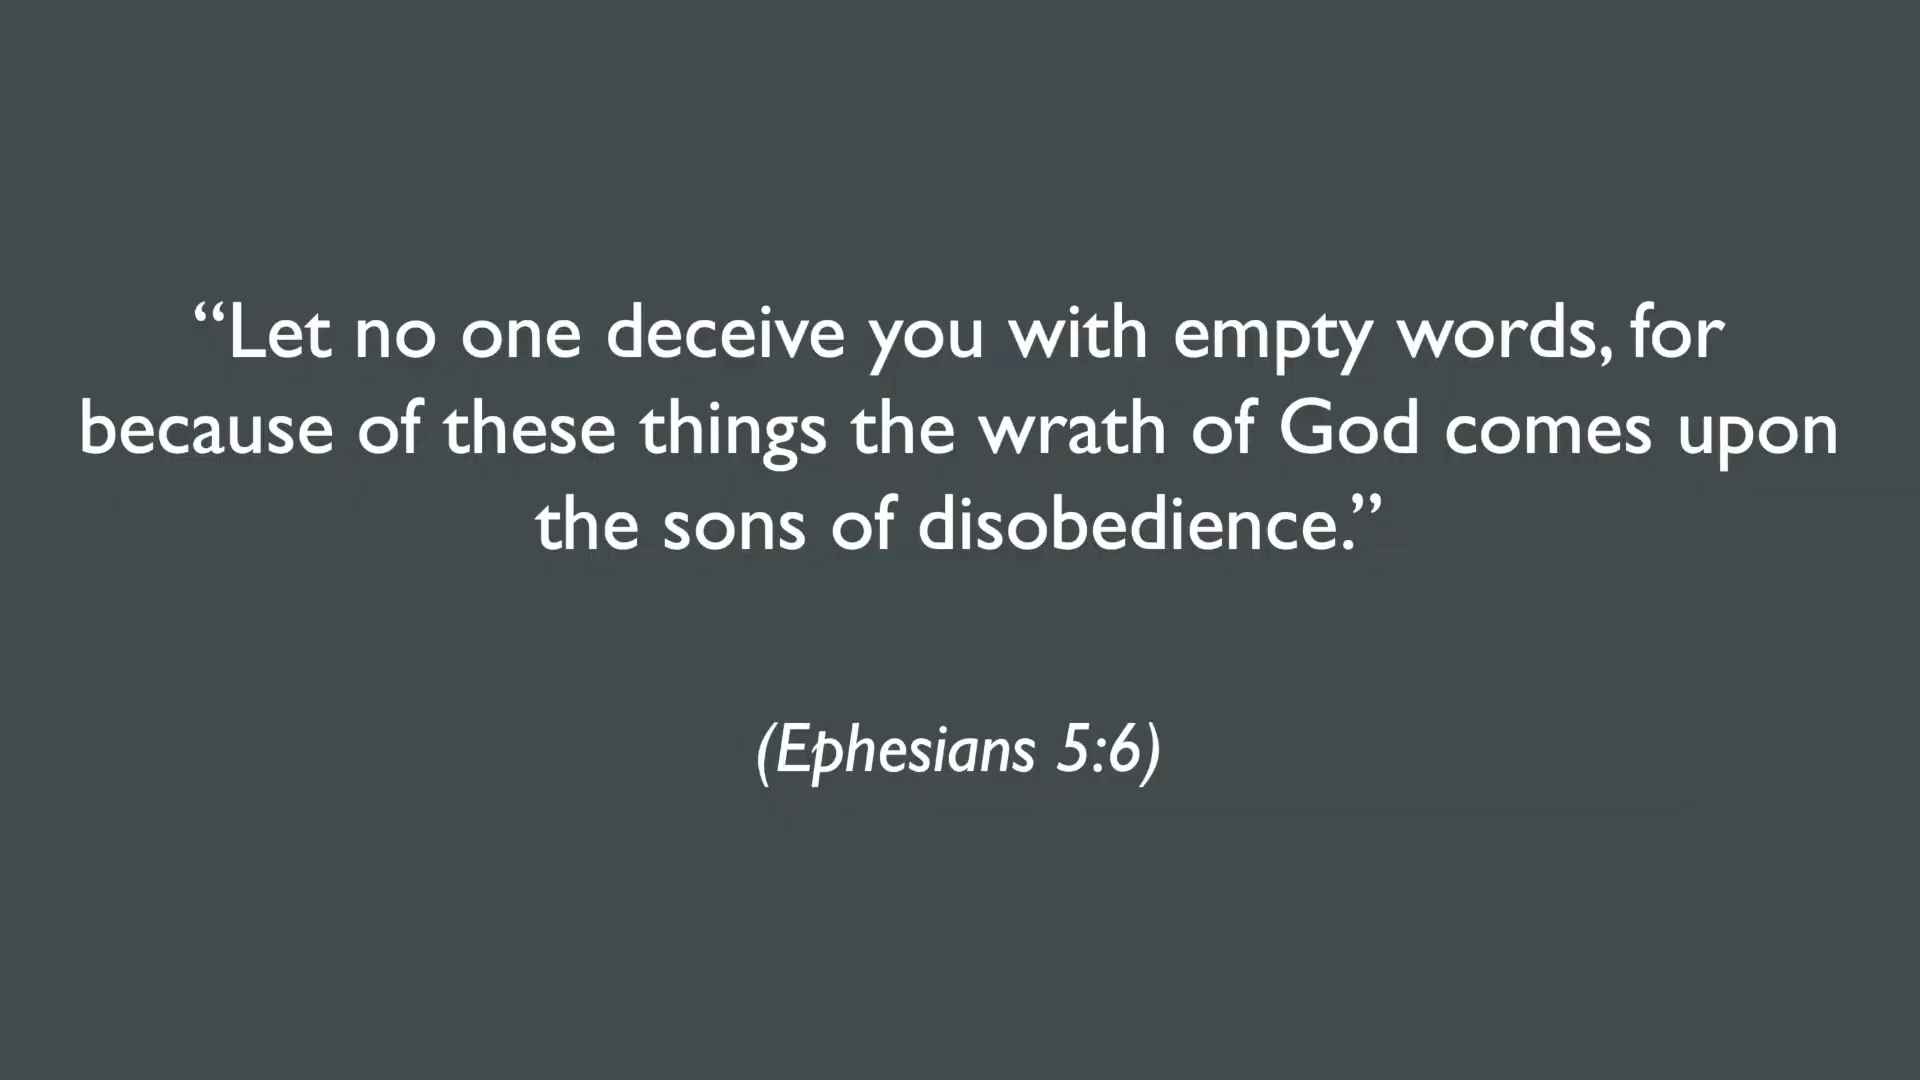 “Let no one deceive you with empty words, for
because of these things the wrath of God comes upon
the sons of disobedience.”
(Ephesians 5:6)